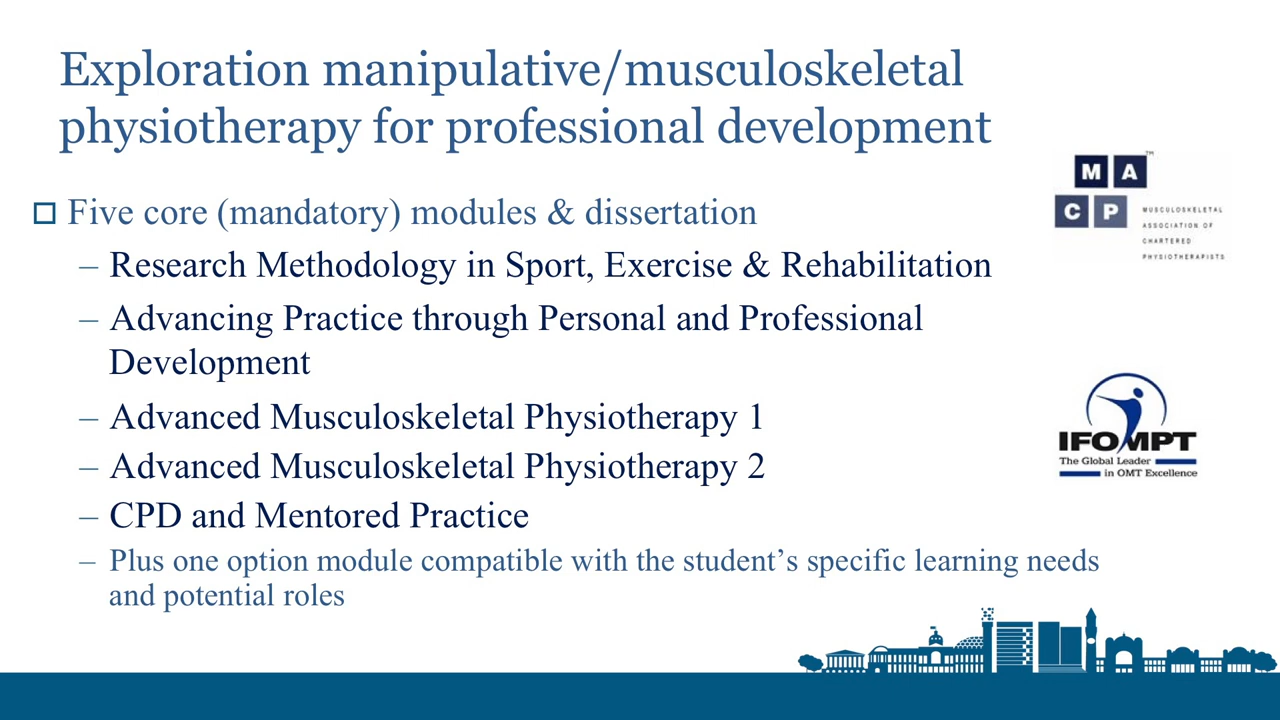 Exploration manipulative/musculoskeletal
physiotherapy for professional development
Five core (mandatory) modules & dissertation
– Research Methodology in Sport, Exercise & Rehabilitation
– Advancing Practice through Personal and Professional
Development
– Advanced Musculoskeletal Physiotherapy 1
– Advanced Musculoskeletal Physiotherapy 2
– CPD and Mentored Practice
– Plus one option module compatible with the student’s specific learning needs
and potential roles
M A ™
C P
MUSCULOSKELETAL
ASSOCIATION OF
CHARTERED
PHYSIOTHERAPISTS
IFOMPT
The Global Leader
in OMT Excellence